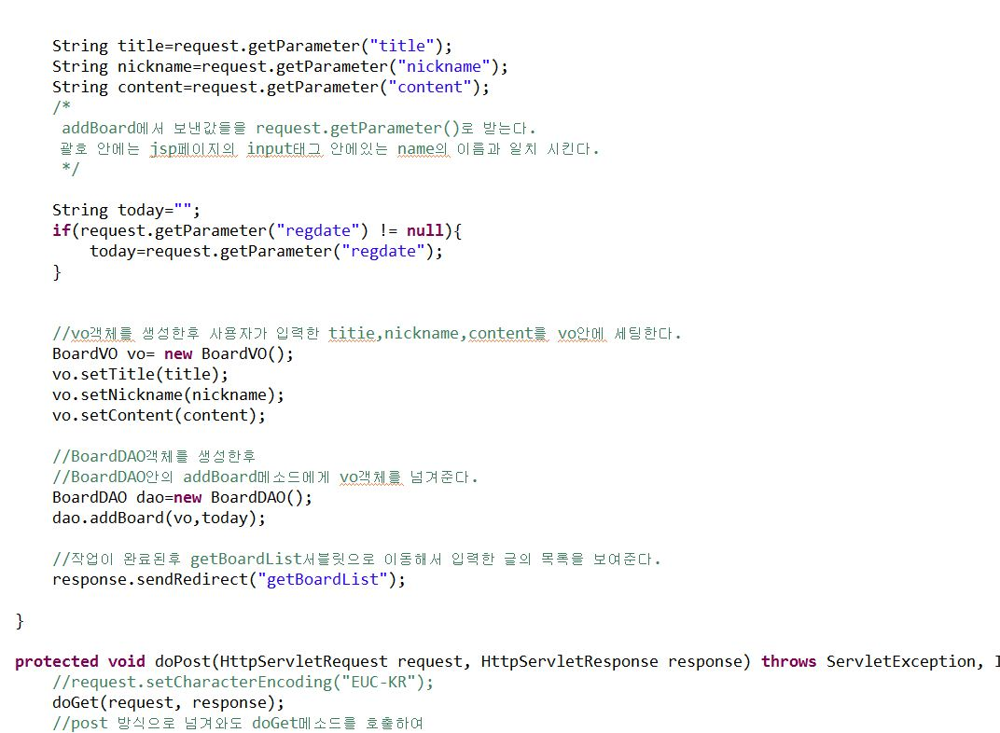 String title=request.getParameter("title");
String nickname=request.getParameter("nickname");
String content=request.getParameter("content");
/*
addBoard에서 보낸값들을 request.getParameter()로 받는다.
괄호 안에는 jsp페이지의 input태그 안에있는 name의 이름과 일치 시킨다.
*/
String today="";
if(request.getParameter("regdate") != null){
today=request.getParameter("regdate");
}
//vo객체를 생성한후 사용자가 입력한 titie,nickname,content를 vo안에 세팅한다.
BoardVO vo= new BoardVO();
vo.setTitle(title);
vo.setNickname(nickname);
vo.setContent(content);
//BoardDAO객체를 생성한후
//BoardDAO안의 addBoard메소드에게 vo객체를 넘겨준다.
BoardDAO dao=new BoardDAO();
dao.addBoard(vo,today);
//작업이 완료된후 getBoardList서블릿으로 이동해서 입력한 글의 목록을 보여준다.
response.sendRedirect("getBoardList");
}
protected void doPost(HttpServletRequest request, HttpServletResponse response) throws ServletException, I
//request.setCharacterEncoding("EUC-KR");
doGet(request, response);
//post 방식으로 넘겨와도 doGet메소드를 호출하여